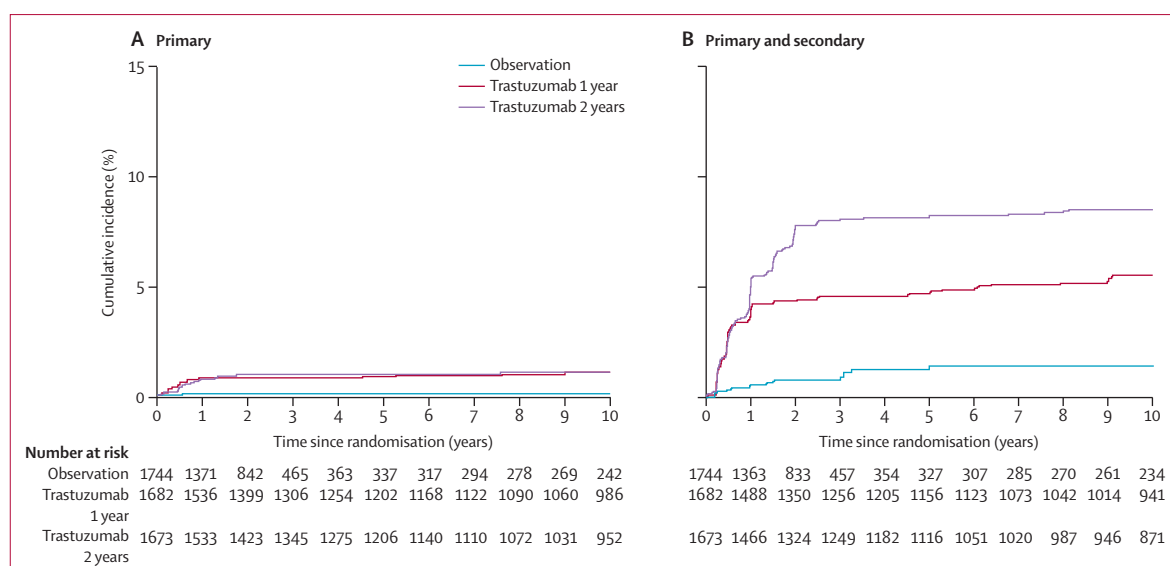 A Primary
15
10
5
0
Cumulative incidence (%)
Observation
Trastuzumab 1 year
Trastuzumab 2 years
0 1 2 3 4 5 6 7 8 9 10
Time since randomisation (years)
B Primary and secondary
0 1 2 3 4 5 6 7 8 9 10
Time since randomisation (years)
Number at risk
Observation 1744 1371 842 465 363 337 317 294 278 269 242 1744 1363 833 457 354 327 307 285 270 261 234
Trastuzumab 1682 1536 1399 1306 1254 1202 1168 1122 1090 1060 986 1682 1488 1350 1256 1205 1156 1123 1073 1042 1014 941
1 year
Trastuzumab 1673 1533 1423 1345 1275 1206 1140 1110 1072 1031 952 1673 1466 1324 1249 1182 1116 1051 1020 987 946 871
2 years